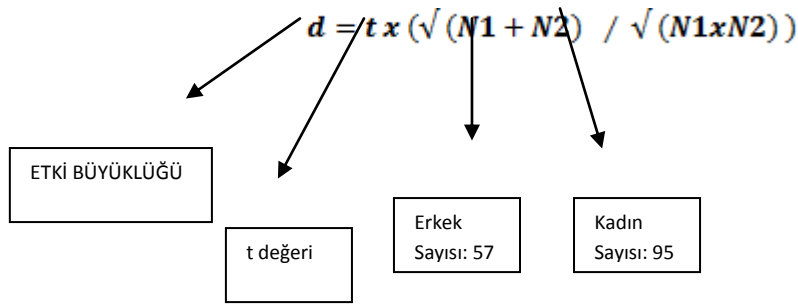 d = t x (√ (N1 + N2) / √ (N1xN2) )
ETKİ BÜYÜKLÜĞÜ
t değeri
Erkek
Sayısı: 57
Kadın
Sayısı: 95